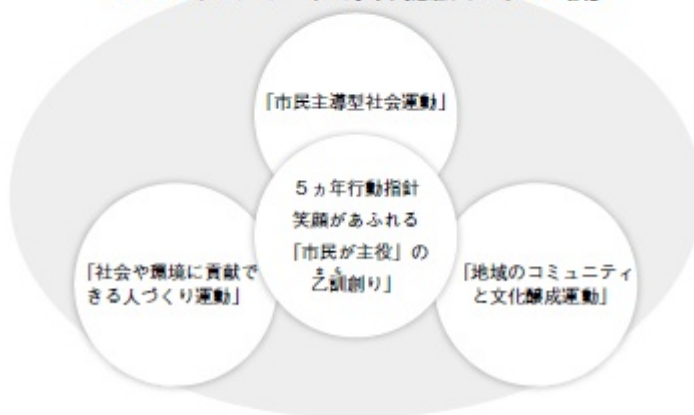 「市民主導型社会運動」
5ヵ年行動指針
笑顔があふれる
「市民が主役」の
まち
乙訓創り」
「社会や環境に貢献で
きる人づくり運動」
「地域のコミュニティ
と文化醸成運動」